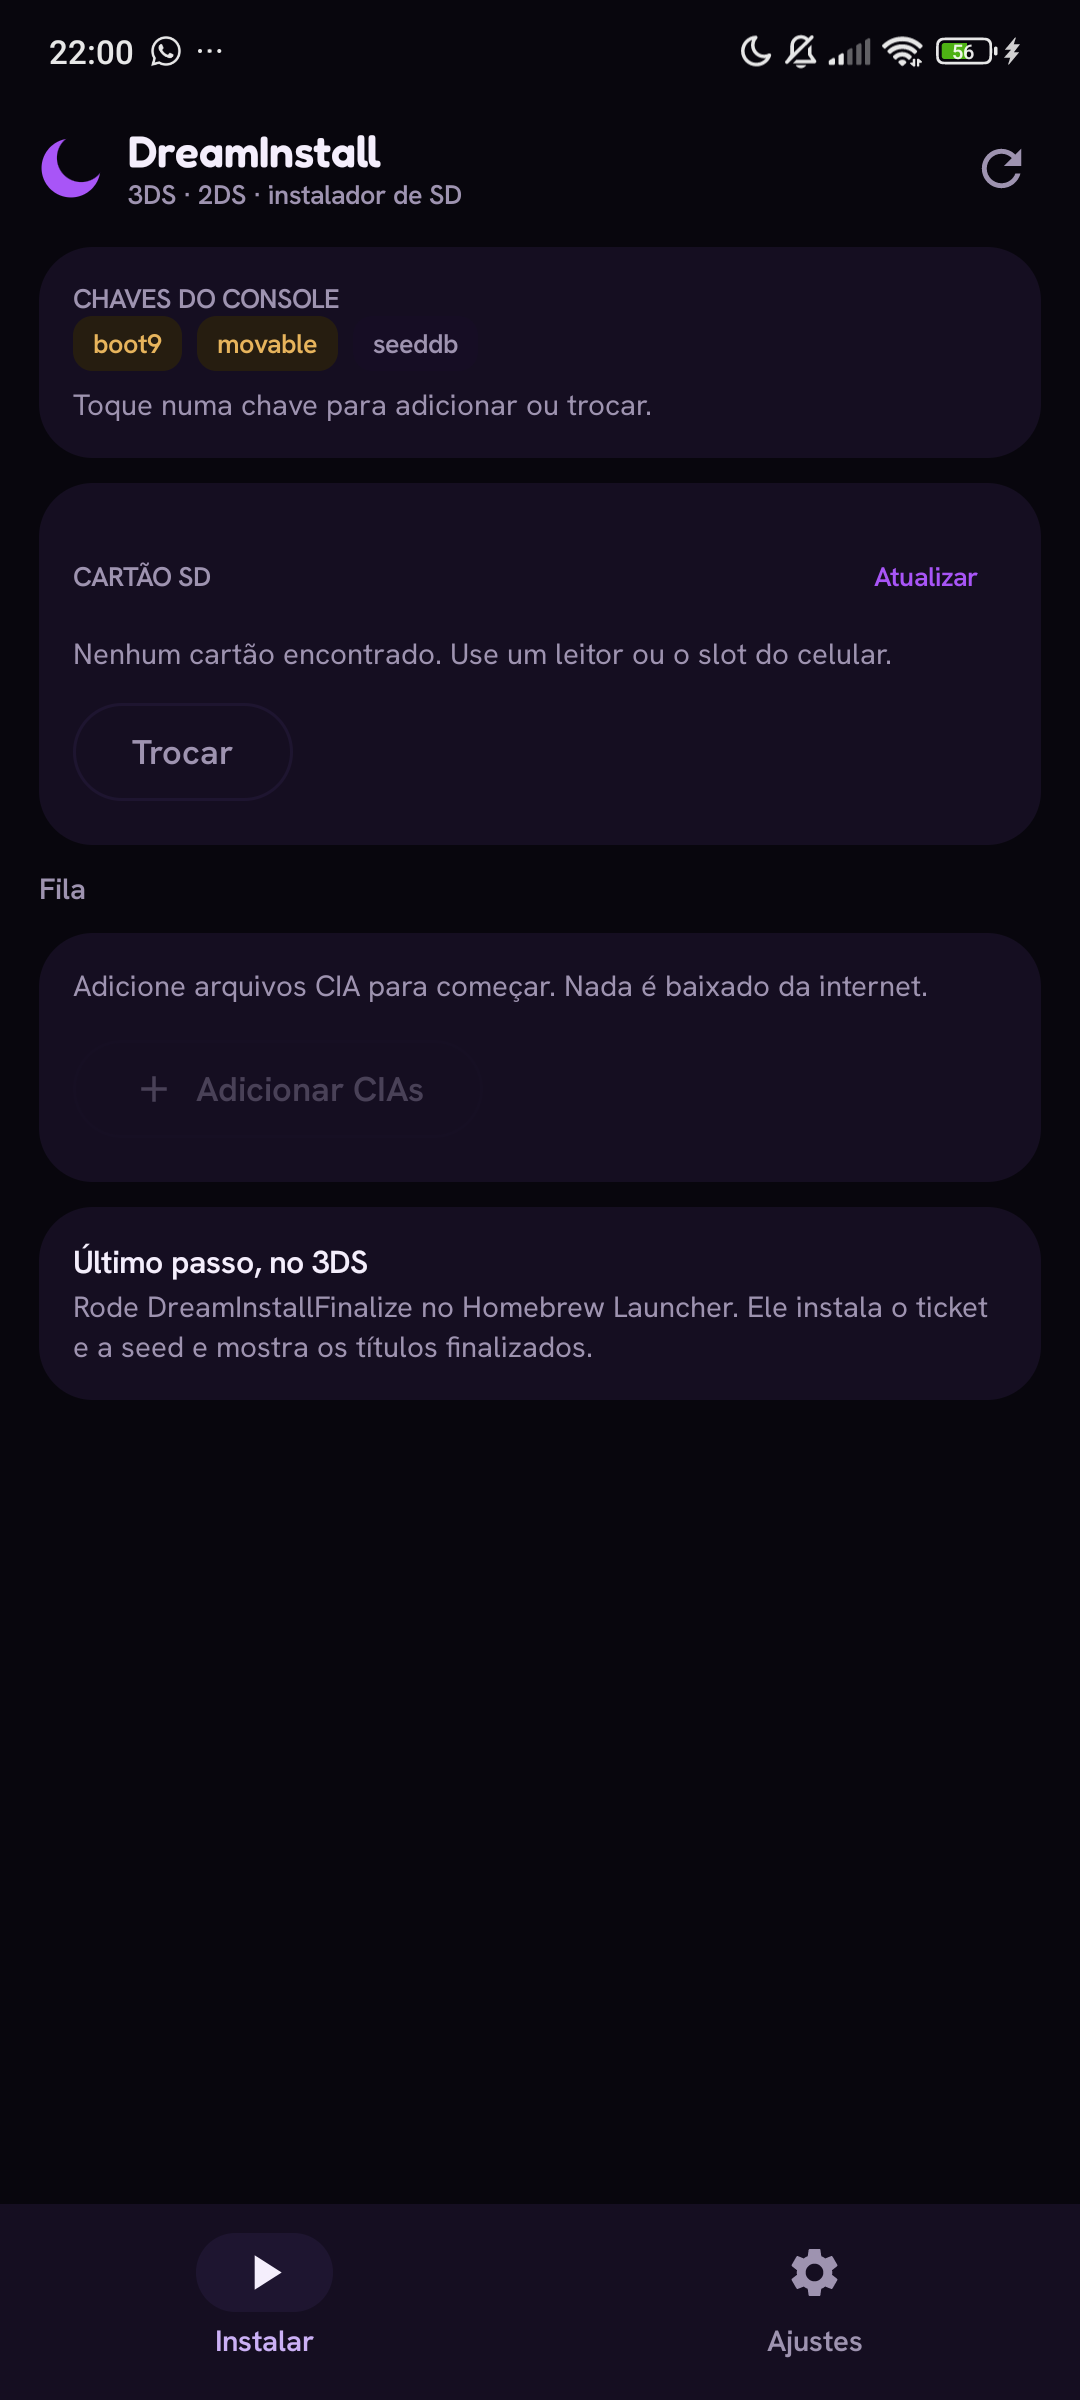 22:00
56
DreamInstall
3DS · 2DS · instalador de SD
CHAVES DO CONSOLE
boot9 movable seeddb
Toque numa chave para adicionar ou trocar.
CARTÃO SD Atualizar
Nenhum cartão encontrado. Use um leitor ou o slot do celular.
Trocar
Fila
Adicione arquivos CIA para começar. Nada é baixado da internet.
+ Adicionar CIAs
Último passo, no 3DS
Rode DreamInstallFinalize no Homebrew Launcher. Ele instala o ticket
e a seed e mostra os títulos finalizados.
Instalar Ajustes